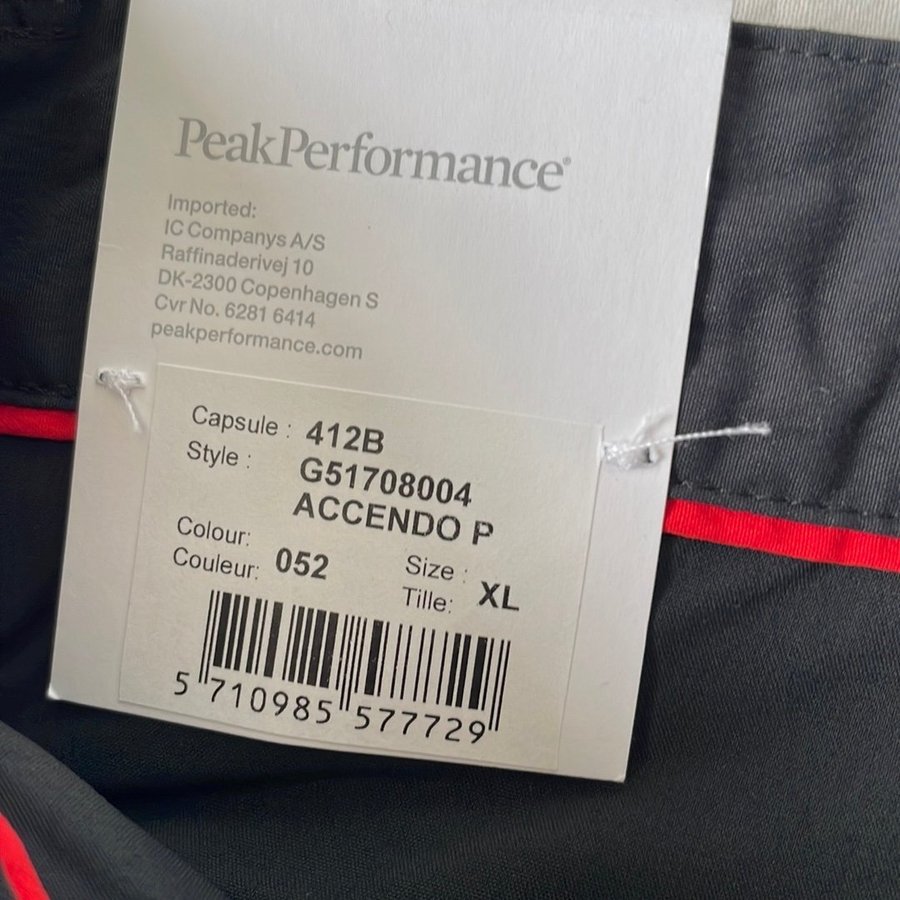 PeakPerformance®
Imported:
IC Companys A/S
Raffinaderivej 10
DK-2300 Copenhagen S
Cvr No. 6281 6414
peakperformance.com
Capsule : 412B
Style : G51708004
ACCENDO P
Colour:
Couleur: 052
Size :
Tille: XL
5 710985 577729